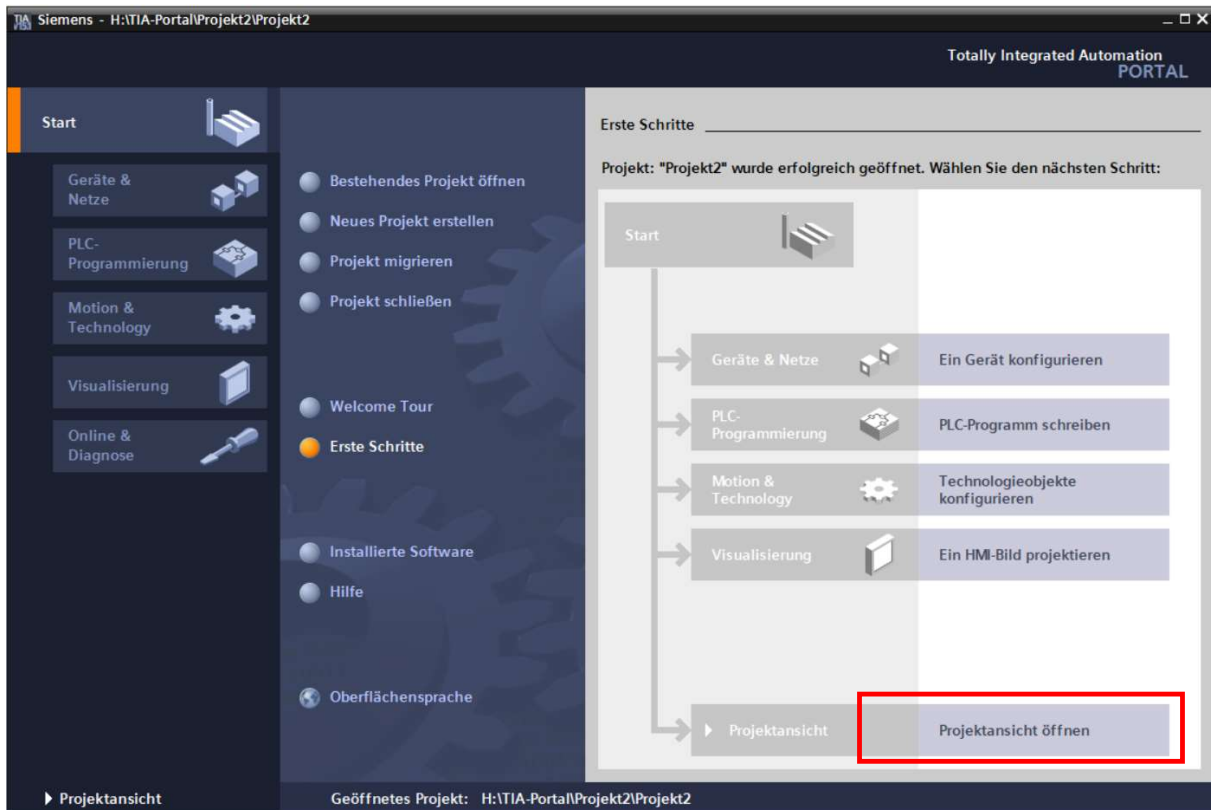 Siemens - H:\TIA-Portal\Projekt2\Projekt2
Totally Integrated Automation
PORTAL
Start
Geräte &
Netze
PLC-
Programmierung
Motion &
Technology
Visualisierung
Online &
Diagnose
Bestehendes Projekt öffnen
Neues Projekt erstellen
Projekt migrieren
Projekt schließen
Welcome Tour
Erste Schritte
Installierte Software
Hilfe
Oberflächensprache
Erste Schritte
Projekt: "Projekt2" wurde erfolgreich geöffnet. Wählen Sie den nächsten Schritt:
Start
Geräte & Netze
Ein Gerät konfigurieren
PLC-
Programmierung
PLC-Programm schreiben
Motion &
Technology
Technologieobjekte
konfigurieren
Visualisierung
Ein HMI-Bild projektieren
Projektansicht
Projektansicht öffnen
Projektansicht
Geöffnetes Projekt: H:\TIA-Portal\Projekt2\Projekt2